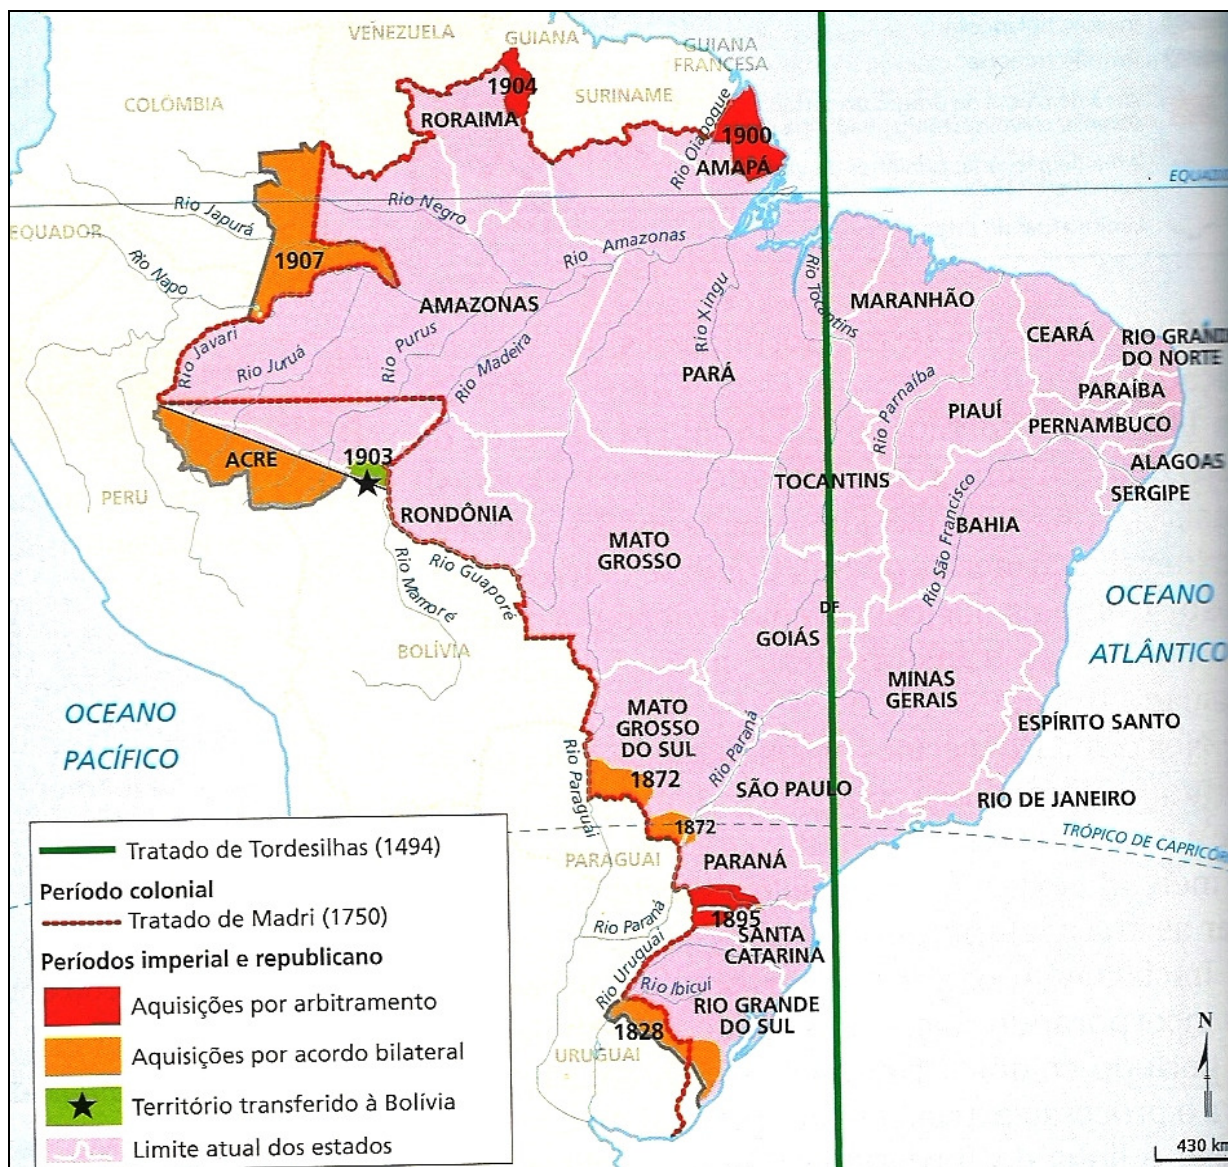 VENEZUELA
GUIANA
GUIANA
FRANCESA
SURINAME
COLÔMBIA
1904
RORAIMA
Rio Oiapoque
1900
AMAPÁ
EQUADOR
Rio Japurá
Rio Napo
1907
Rio Negro
Rio Amazonas
AMAZONAS
Rio Javari
Rio Juruá
Rio Purus
Rio Madeira
Rio Xingu
PARÁ
Rio Tocantins
MARANHÃO
CEARÁ
RIO GRAND
DO NORTE
PARAÍBA
Rio Parnaíba
PIAUÍ
PERNAMBUCO
ALAGOAS
SERGIPE
ACRE
1903
PERU
RONDÔNIA
TOCANTINS
MATO
GROSSO
BAHIA
Rio São Francisco
Rio Mamoré
Rio Guaporé
BOLÍVIA
DF
GOIÁS
OCEANO
ATLÂNTICO
MINAS
GERAIS
ESPÍRITO SANTO
OCEANO
PACÍFICO
MATO
GROSSO
DO SUL
1872
Rio Paraná
SÃO PAULO
RIO DE JANEIRO
Rio Paraguai
1872
TRÓPICO DE CAPRICÓR
PARAGUAI
PARANÁ
Rio Paraná
1895
SANTA
CATARINA
Rio Uruguai
Rio Ibicuí
RIO GRANDE
DO SUL
1828
URUGUAI
Tratado de Tordesilhas (1494)
Período colonial
Tratado de Madri (1750)
Períodos imperial e republicano
Aquisições por arbitramento
Aquisições por acordo bilateral
Território transferido à Bolívia
Limite atual dos estados
N
430 km